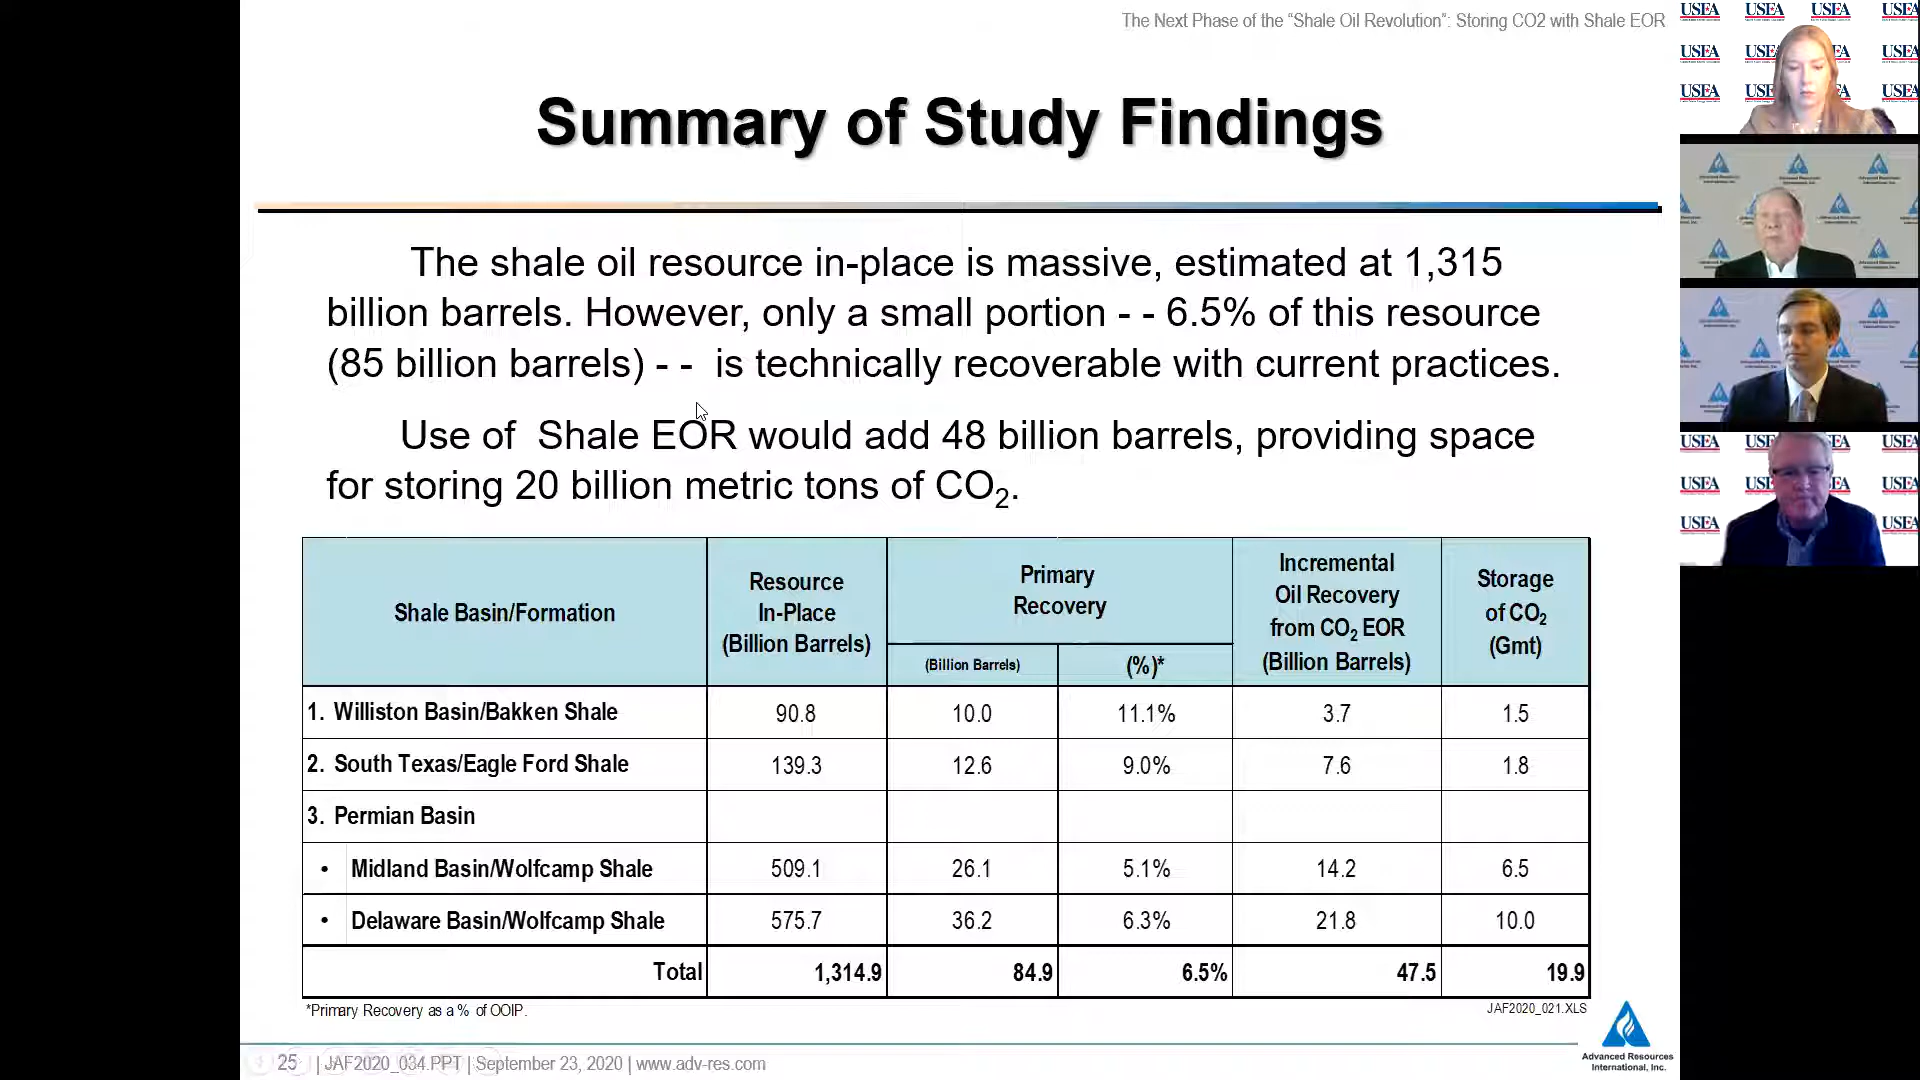 The Next Phase of the “Shale Oil Revolution”: Storing CO2 with Shale EOR
Summary of Study Findings
The shale oil resource in-place is massive, estimated at 1,315
billion barrels. However, only a small portion - - 6.5% of this resource
(85 billion barrels) - - is technically recoverable with current practices.
Use of Shale EOR would add 48 billion barrels, providing space
for storing 20 billion metric tons of CO2.
Shale Basin/Formation
Resource
In-Place
(Billion Barrels)
Primary
Recovery
(Billion Barrels)
(%)*
Incremental
Oil Recovery
from CO2 EOR
(Billion Barrels)
Storage
of CO2
(Gmt)
1. Williston Basin/Bakken Shale 90.8 10.0 11.1% 3.7 1.5
2. South Texas/Eagle Ford Shale 139.3 12.6 9.0% 7.6 1.8
3. Permian Basin
• Midland Basin/Wolfcamp Shale 509.1 26.1 5.1% 14.2 6.5
• Delaware Basin/Wolfcamp Shale 575.7 36.2 6.3% 21.8 10.0
Total 1,314.9 84.9 6.5% 47.5 19.9
*Primary Recovery as a % of OOIP.
JAF2020_021.XLS
25 | JAF2020_034.PPT | September 23, 2020 | www.adv-res.com
Advanced Resources
International, Inc.
USEA USEA USEA USEA
USEA
USEA
USEA
USEA
USEA
USEA